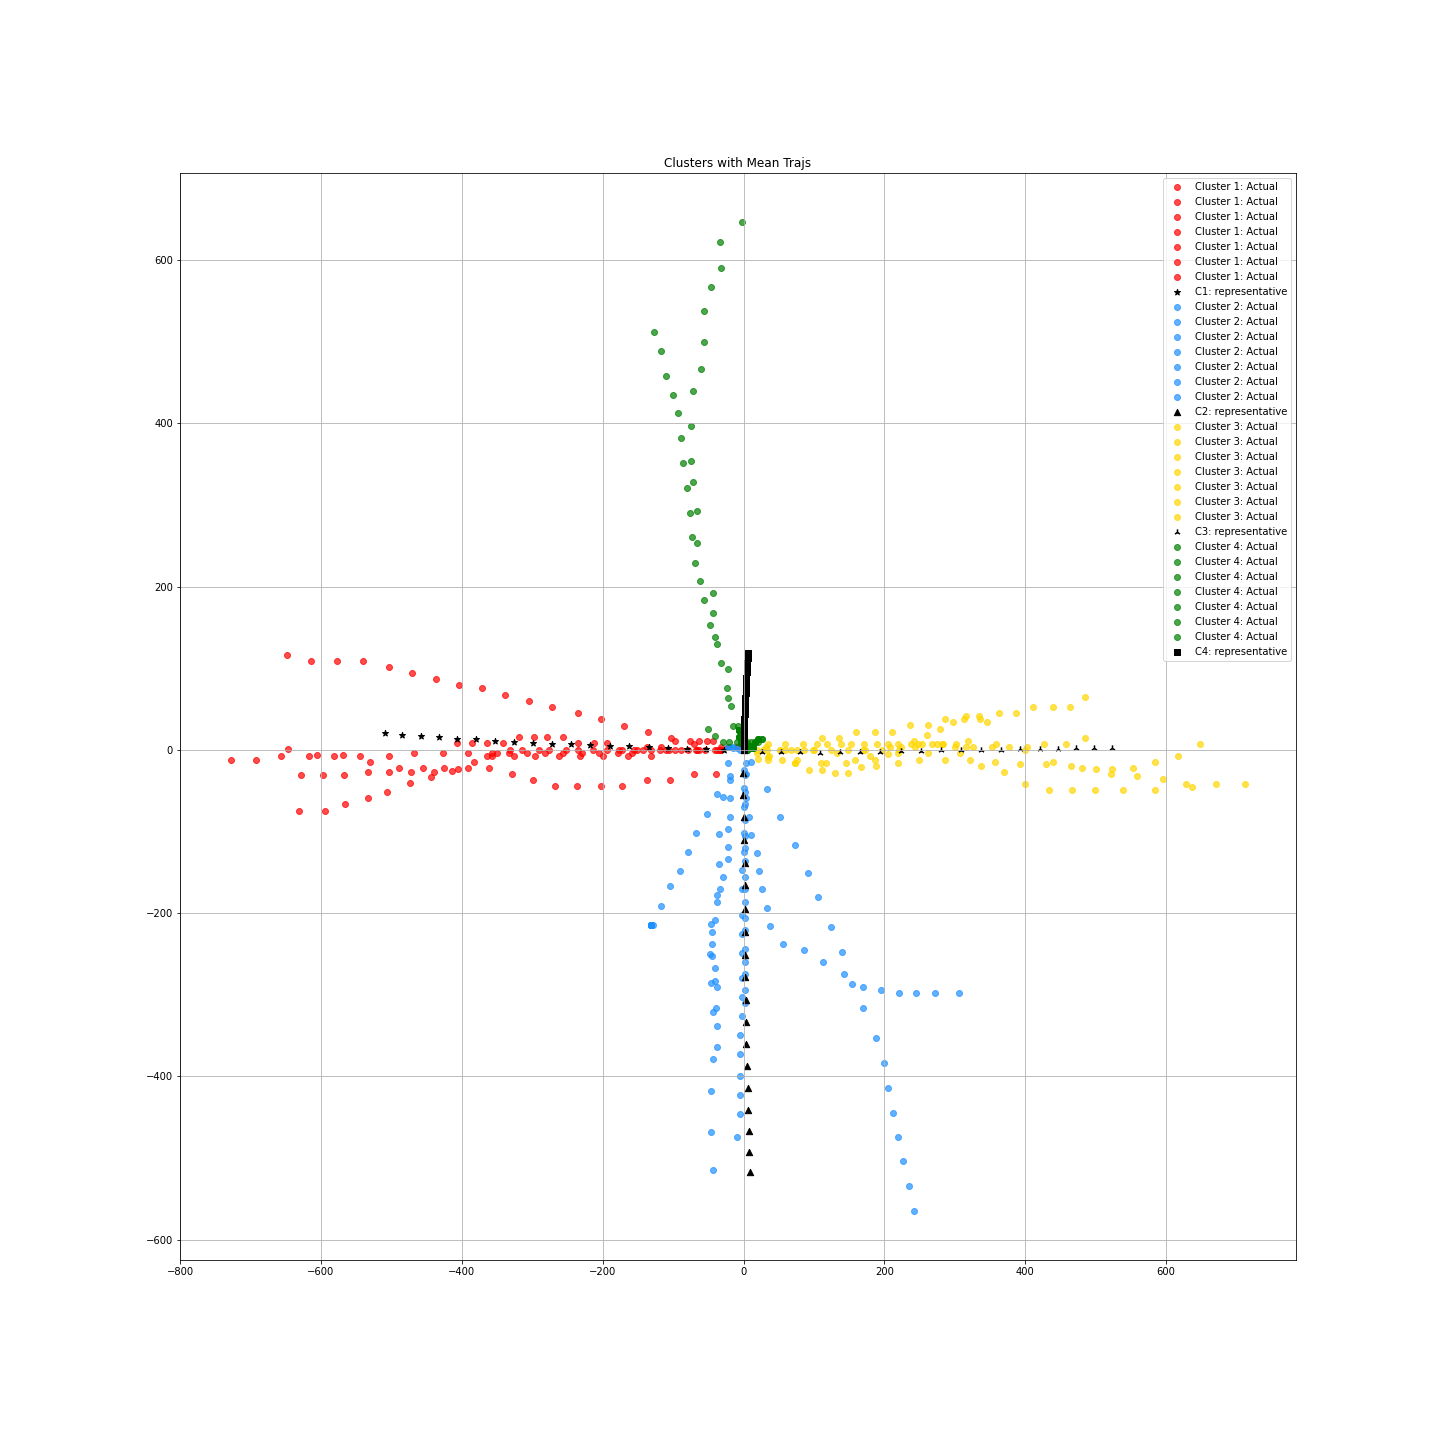 Clusters with Mean Trajs
Cluster 1: Actual
Cluster 1: Actual
Cluster 1: Actual
Cluster 1: Actual
Cluster 1: Actual
Cluster 1: Actual
Cluster 1: Actual
C1: representative
Cluster 2: Actual
Cluster 2: Actual
Cluster 2: Actual
Cluster 2: Actual
Cluster 2: Actual
Cluster 2: Actual
Cluster 2: Actual
C2: representative
Cluster 3: Actual
Cluster 3: Actual
Cluster 3: Actual
Cluster 3: Actual
Cluster 3: Actual
Cluster 3: Actual
Cluster 3: Actual
C3: representative
Cluster 4: Actual
Cluster 4: Actual
Cluster 4: Actual
Cluster 4: Actual
Cluster 4: Actual
Cluster 4: Actual
Cluster 4: Actual
C4: representative
600
400
200
0
−200
−400
−600
−800 −600 −400 −200 0 200 400 600